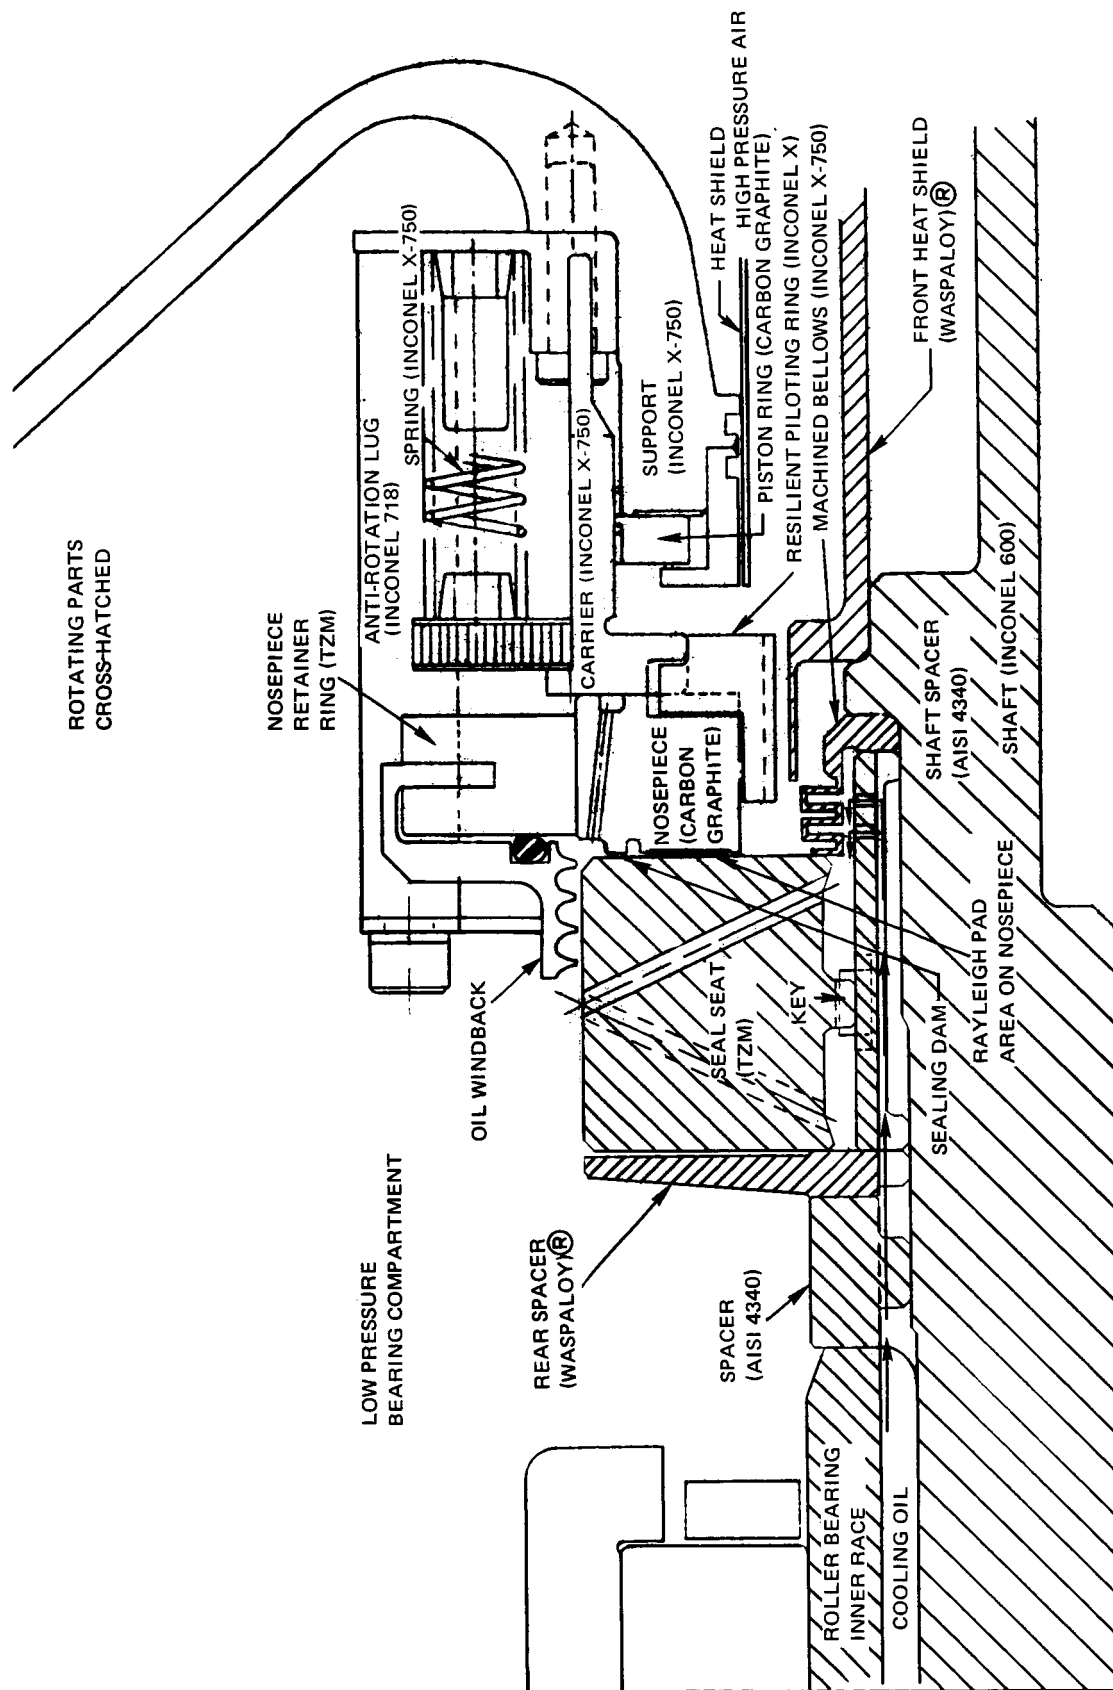 ROTATING PARTS
CROSS-HATCHED
NOSEPIECE
RETAINER
RING (TZM)
ANTI-ROTATION LUG
(INCONEL 718)
SPRING (INCONEL X-750)
CARRIER (INCONEL X-750)
SUPPORT
(INCONEL X-750)
HEAT SHIELD
HIGH PRESSURE AIR
PISTON RING (CARBON GRAPHITE)
RESILIENT PILOTING RING (INCONEL X)
MACHINED BELLOWS (INCONEL X-750)
FRONT HEAT SHIELD
(WASPALOY)®
LOW PRESSURE
BEARING COMPARTMENT
OIL WINDBACK
NOSEPIECE
(CARBON
GRAPHITE)
REAR SPACER
(WASPALOY)®
SEAL SEAT
(TZM)
KEY
SPACER
(AISI 4340)
SHAFT SPACER
(AISI 4340)
SHAFT (INCONEL 600)
SEALING DAM
RAYLEIGH PAD
AREA ON NOSEPIECE
ROLLER BEARING
INNER RACE
COOLING OIL